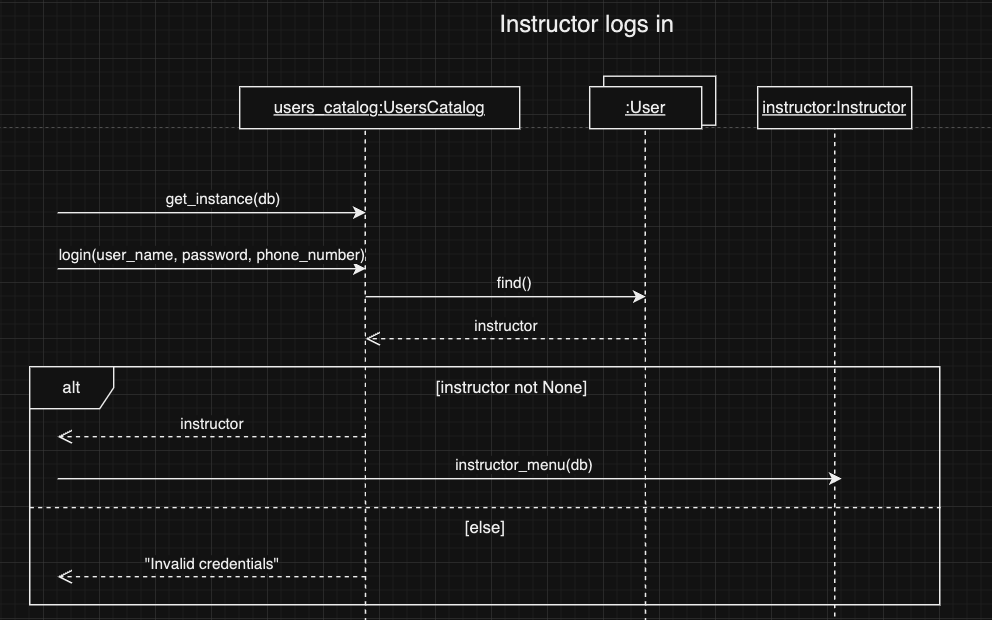 Instructor logs in
users_catalog:UsersCatalog
:User
instructor:Instructor
get_instance(db)
login(user_name, password, phone_number)
find()
instructor
alt
[instructor not None]
instructor
instructor_menu(db)
[else]
"Invalid credentials"